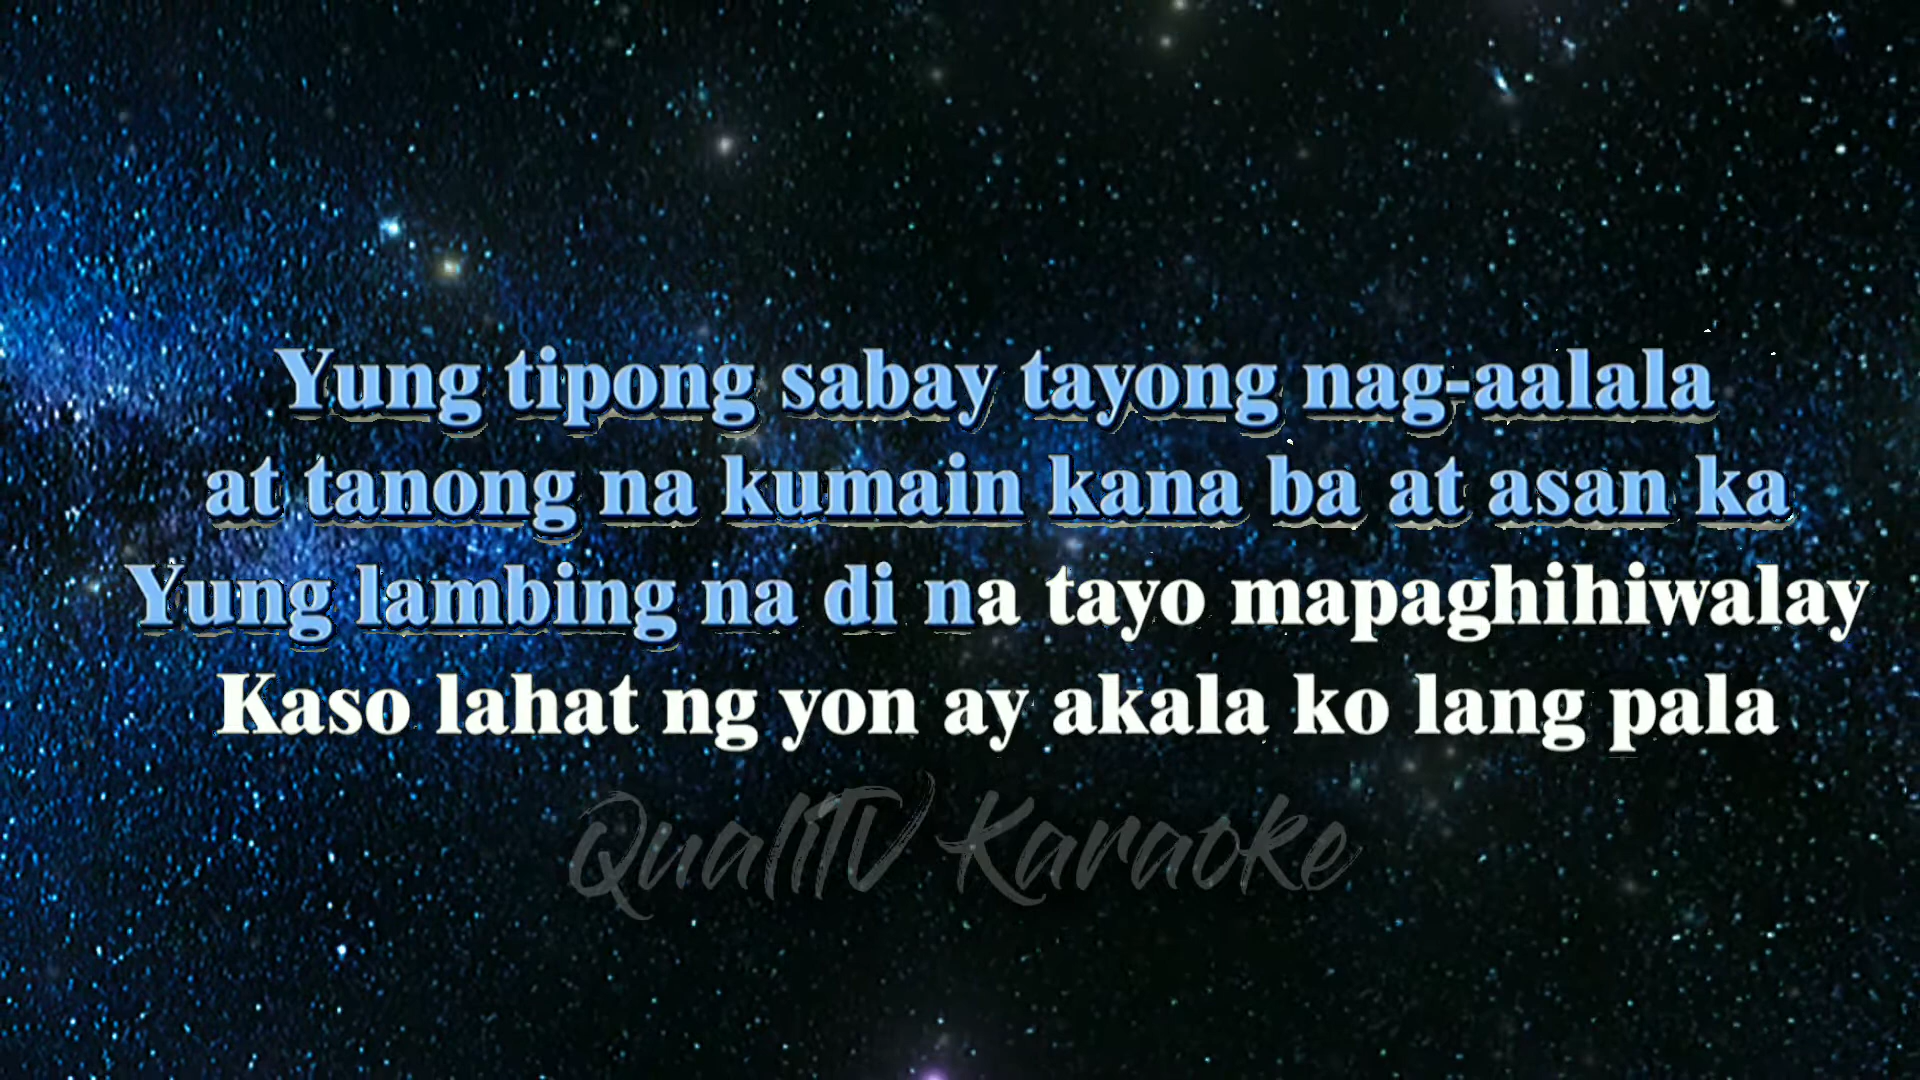 Yung tipong sabay tayong nag-aalala
at tanong na kumain kana ba at asan ka
Yung lambing na di na tayo mapaghihiwalay
Kaso lahat ng yon ay akala ko lang pala
QualiTV Karaoke